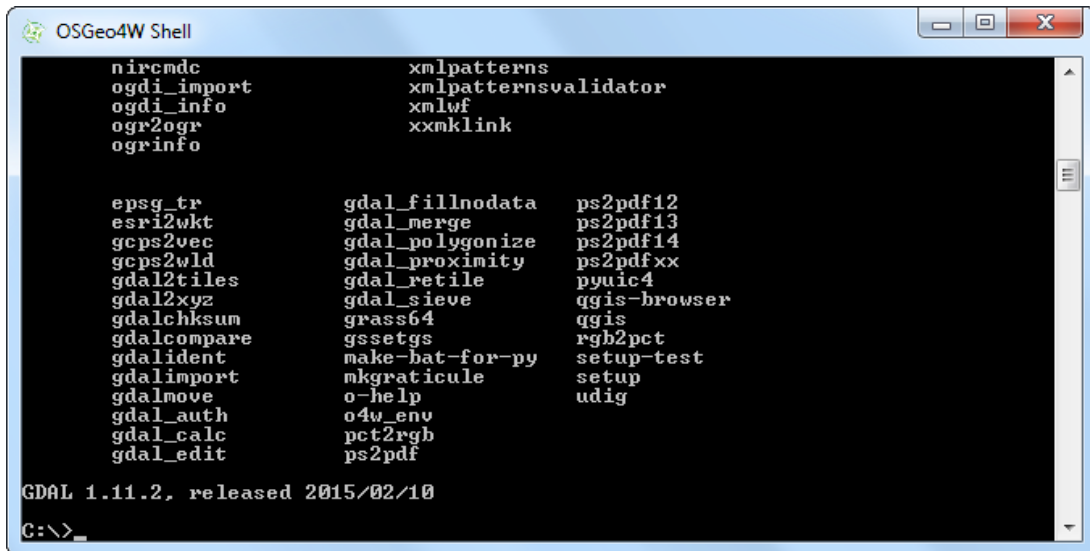 OSGeo4W Shell
nircmdc xmlpatterns
ogdi_import xmlpatternsvalidator
ogdi_info xmlwf
ogr2ogr xxmklink
ogrinfo
epsg_tr gdal_fillnodata ps2pdf12
esri2wkt gdal_merge ps2pdf13
gcps2vec gdal_polygonize ps2pdf14
gcps2wld gdal_proximity ps2pdfxx
gdal2tiles gdal_retile pyuic4
gdal2xyz gdal_sieve qgis-browser
gdalchksum grass64 qgis
gdalcompare gssetgs rgb2pct
gdalident make-bat-for-py setup-test
gdalimport mkgraticule setup
gdalmove o-help udig
gdal_auth o4w_env
gdal_calc pct2rgb
gdal_edit ps2pdf
GDAL 1.11.2, released 2015/02/10
C:\>_